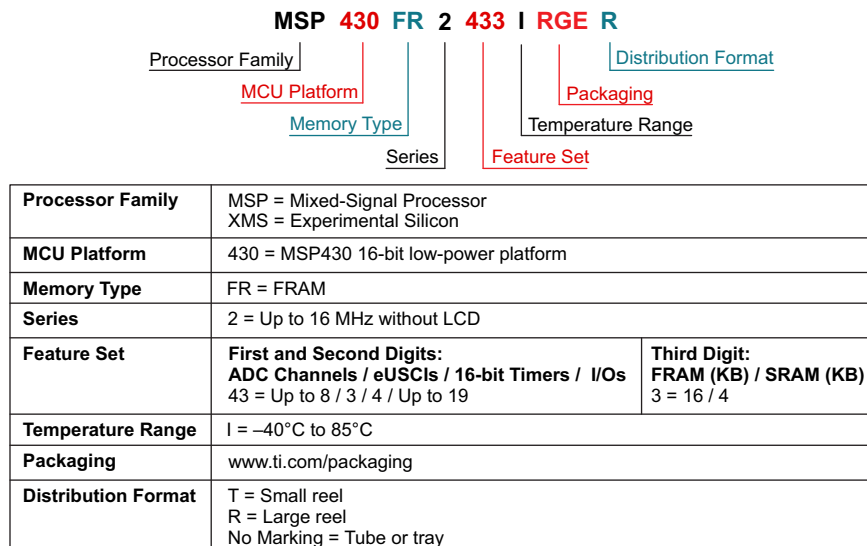 MSP 430 FR 2 433 I RGE R
Processor Family
Distribution Format
MCU Platform
Packaging
Memory Type
Temperature Range
Series
Feature Set
Processor Family
MSP = Mixed-Signal Processor
XMS = Experimental Silicon
MCU Platform
430 = MSP430 16-bit low-power platform
Memory Type
FR = FRAM
Series
2 = Up to 16 MHz without LCD
Feature Set
First and Second Digits:
ADC Channels / eUSCIs / 16-bit Timers / I/Os
43 = Up to 8 / 3 / 4 / Up to 19
Third Digit:
FRAM (KB) / SRAM (KB)
3 = 16 / 4
Temperature Range
I = –40°C to 85°C
Packaging
www.ti.com/packaging
Distribution Format
T = Small reel
R = Large reel
No Marking = Tube or tray